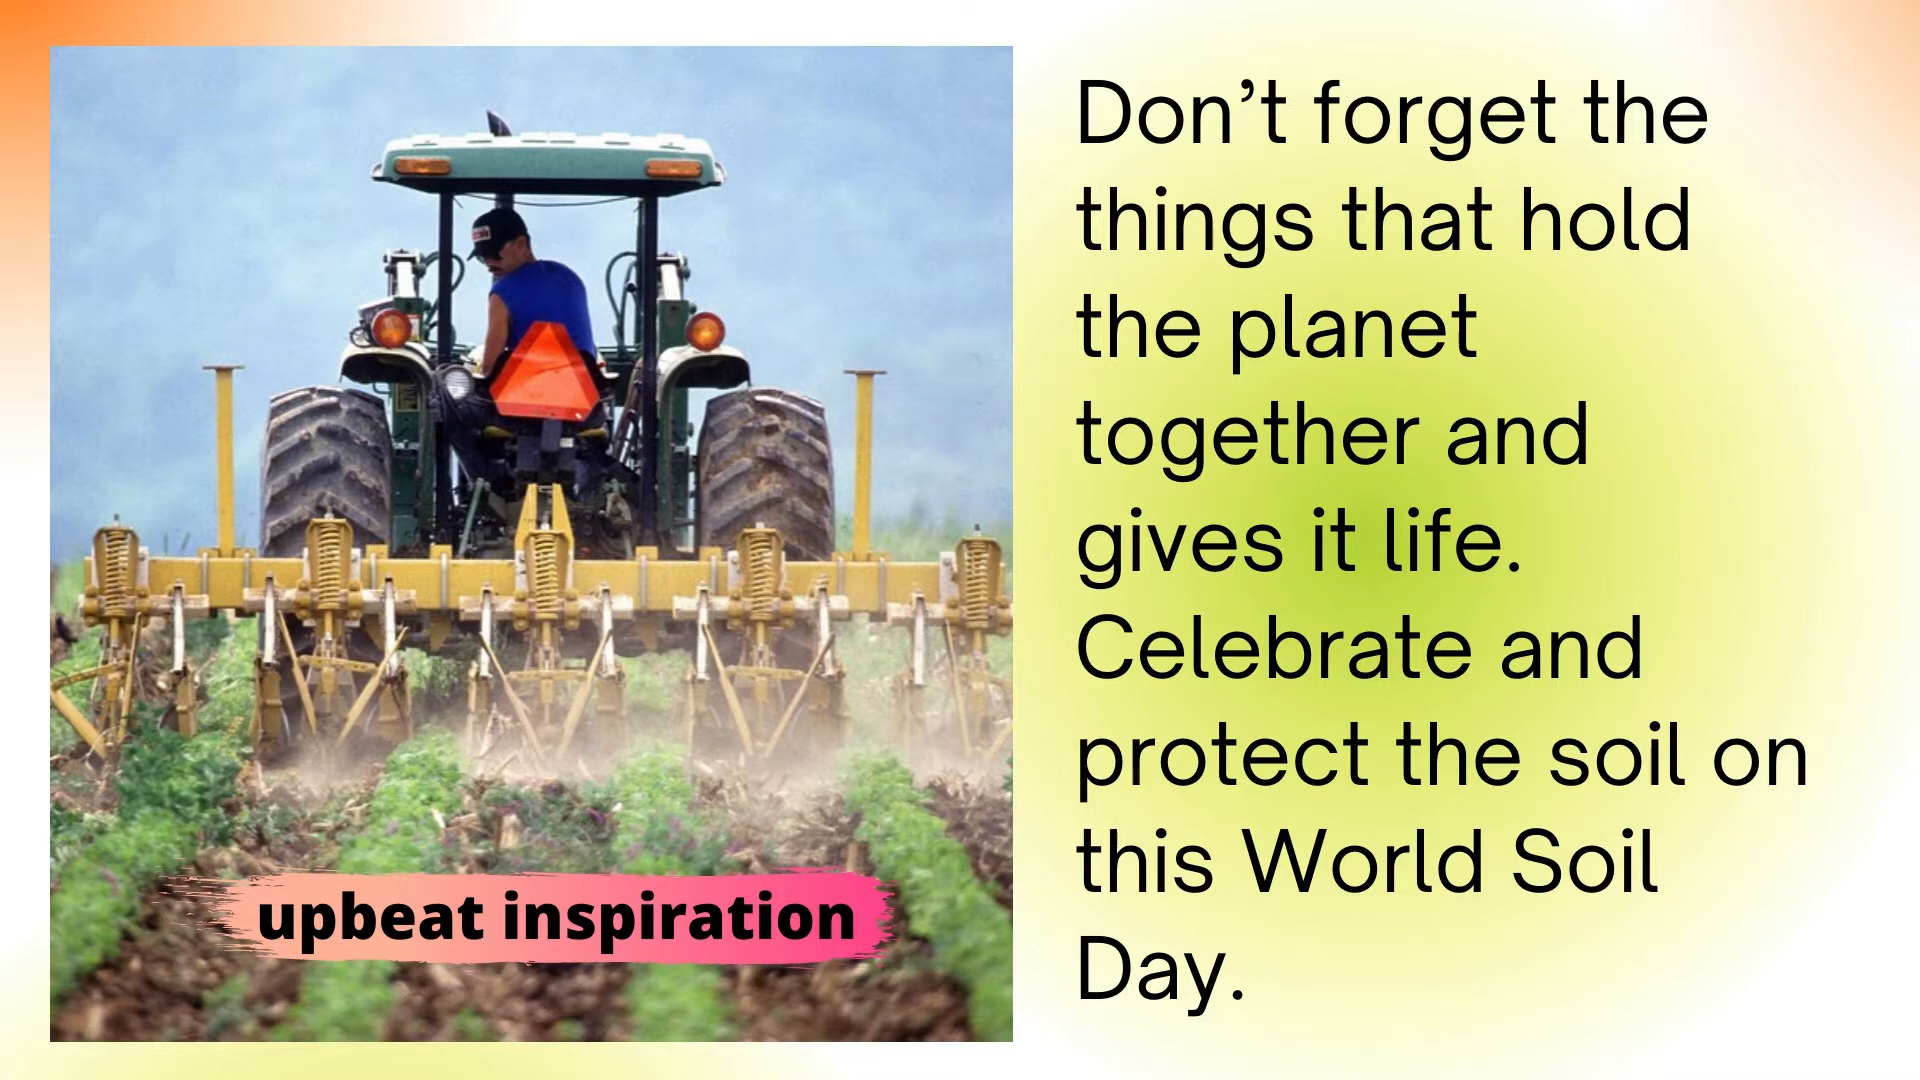 Don’t forget the
things that hold
the planet
together and
gives it life.
Celebrate and
protect the soil on
this World Soil
Day.
upbeat inspiration